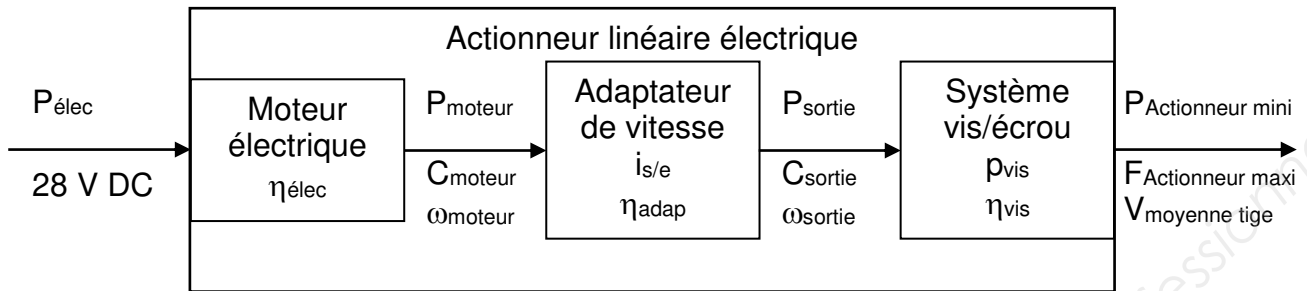 Actionneur linéaire électrique
Pélec
28 V DC
Moteur
électrique
ηélec
Pmoteur
Cmoteur
ωmoteur
Adaptateur
de vitesse
is/e
ηadap
Psortie
Csortie
ωsortie
Système
vis/écrou
pvis
ηvis
PActionneur mini
FActionneur maxi
Vmoyenne tige